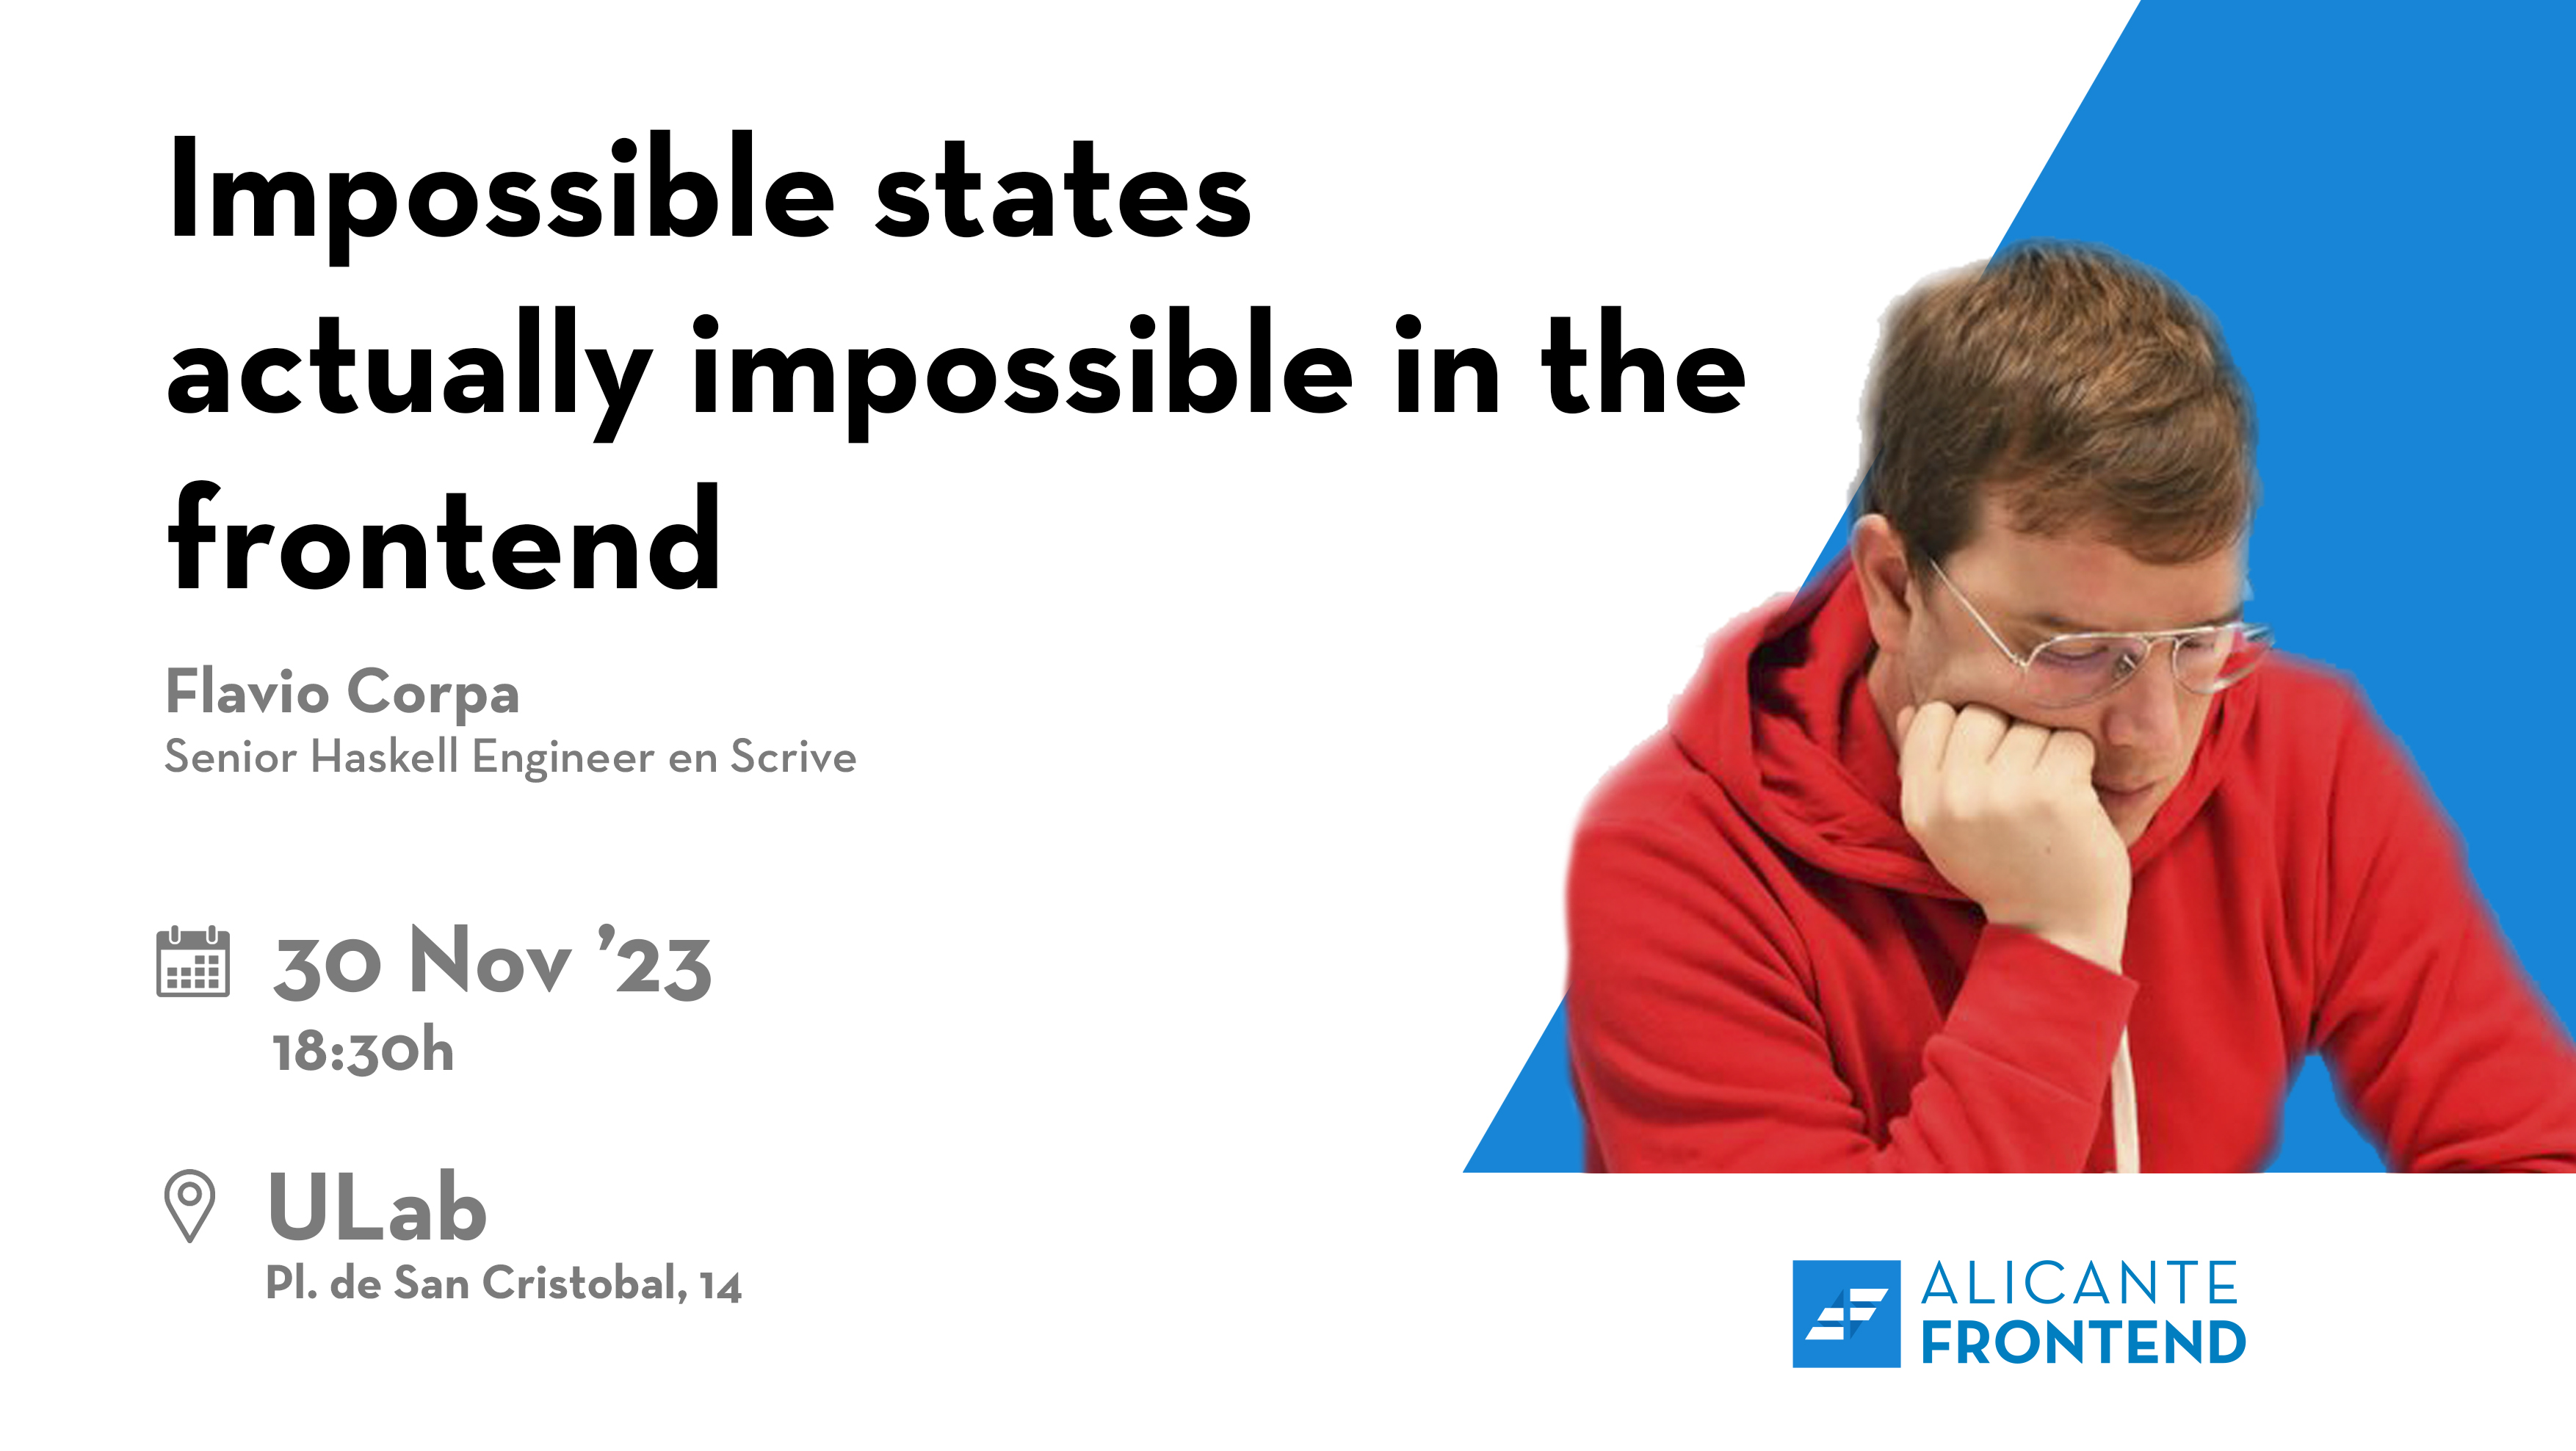 Impossible states
actually impossible in the
frontend
Flavio Corpa
Senior Haskell Engineer en Scrive
30 Nov ’23
18:30h
ULab
Pl. de San Cristobal, 14
ALICANTE
FRONTEND